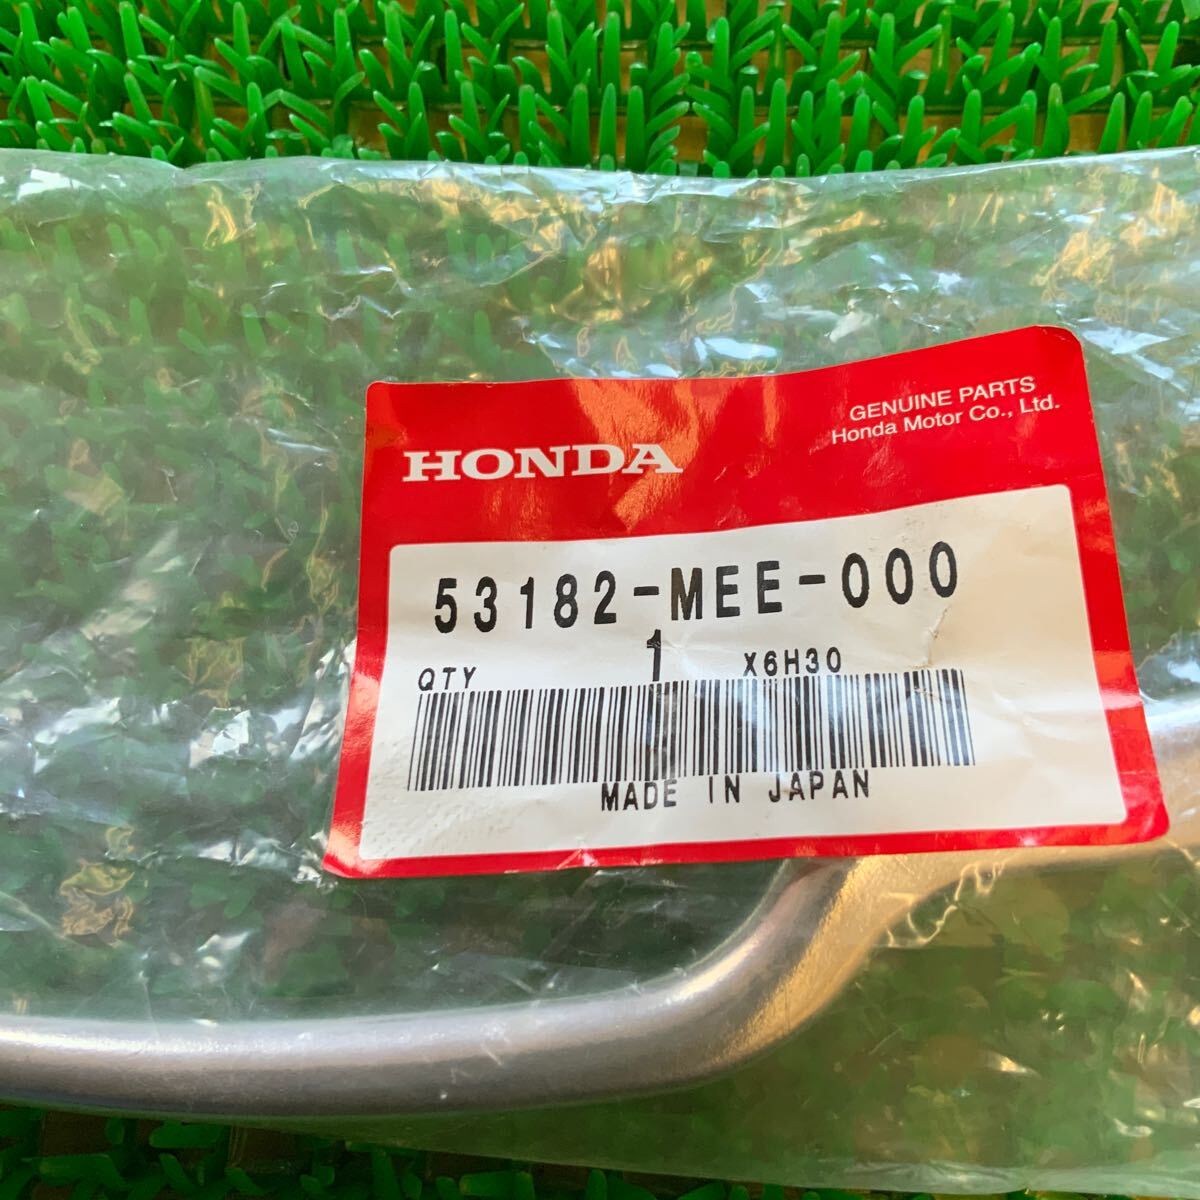 GENUINE PARTS
Honda Motor Co., Ltd.
HONDA
53182-MEE-000
QTY 1 X6H30
MADE IN JAPAN